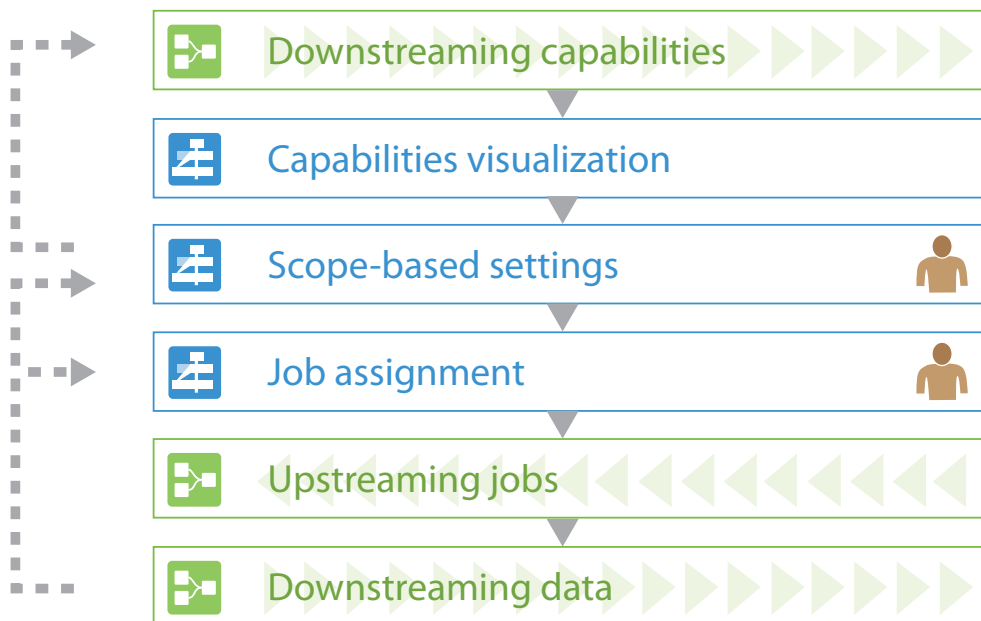 Downstreaming capabilities
Capabilities visualization
Scope-based settings
Job assignment
Upstreaming jobs
Downstreaming data